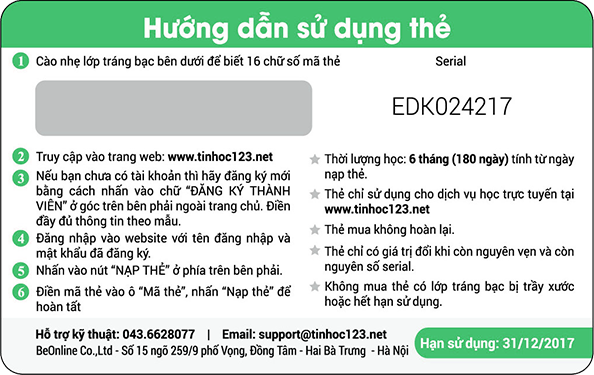 Hướng dẫn sử dụng thẻ
1 Cào nhẹ lớp tráng bạc bên dưới để biết 16 chữ số mã thẻ
Serial
EDK024217
2 Truy cập vào trang web: www.tinhoc123.net
3 Nếu bạn chưa có tài khoản thì hãy đăng ký mới
bằng cách nhấn vào chữ “ĐĂNG KÝ THÀNH
VIÊN” ở góc trên bên phải ngoài trang chủ. Điền
đầy đủ thông tin theo mẫu.
4 Đăng nhập vào website với tên đăng nhập và
mật khẩu đã đăng ký.
5 Nhấn vào nút “NẠP THẺ” ở phía trên bên phải.
6 Điền mã thẻ vào ô “Mã thẻ”, nhấn “Nạp thẻ” để
hoàn tất
Thời lượng học: 6 tháng (180 ngày) tính từ ngày
nạp thẻ.
Thẻ chỉ sử dụng cho dịch vụ học trực tuyến tại
www.tinhoc123.net
Thẻ mua không hoàn lại.
Thẻ chỉ có giá trị đổi khi còn nguyên vẹn và còn
nguyên số serial.
Không mua thẻ có lớp tráng bạc bị trầy xước
hoặc hết hạn sử dụng.
Hỗ trợ kỹ thuật: 043.6628077 | Email: support@tinhoc123.net
BeOnline Co.,Ltd - Số 15 ngõ 259/9 phố Vọng, Đồng Tâm - Hai Bà Trưng - Hà Nội
Hạn sử dụng: 31/12/2017